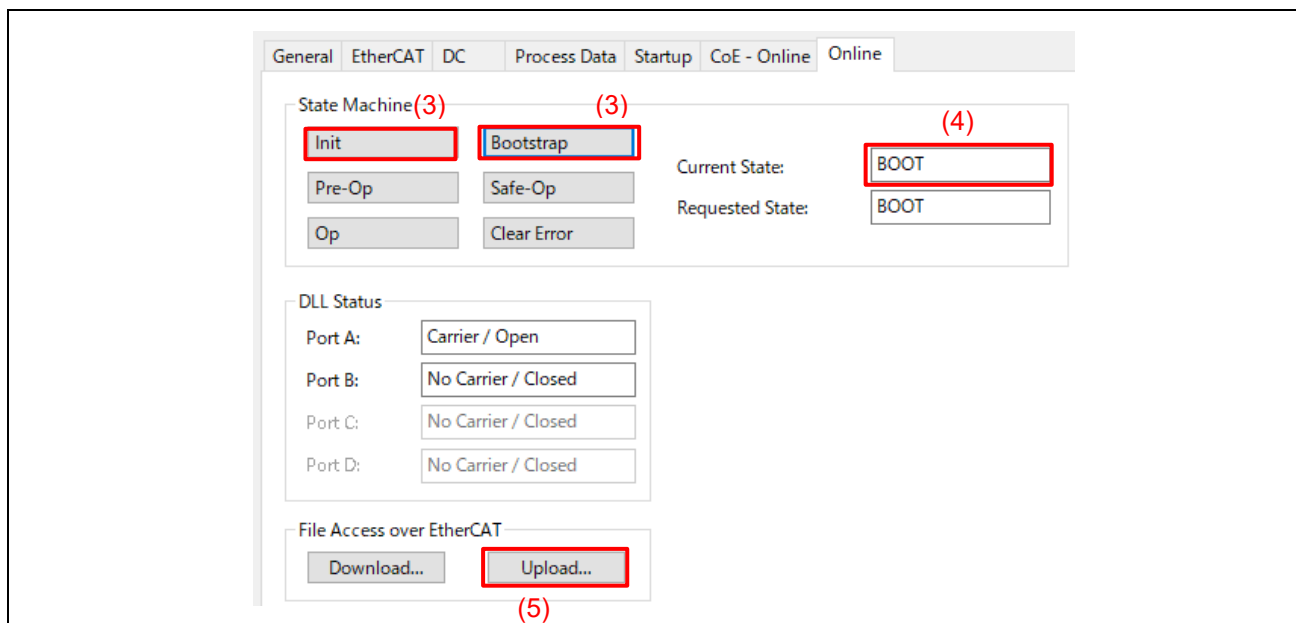 General EtherCAT DC Process Data Startup CoE - Online Online
State Machine (3) (3) (4)
Init Bootstrap
Current State: BOOT
Pre-Op Safe-Op
Requested State: BOOT
Op Clear Error
DLL Status
Port A: Carrier / Open
Port B: No Carrier / Closed
Port C: No Carrier / Closed
Port D: No Carrier / Closed
File Access over EtherCAT
Download... Upload...
(5)